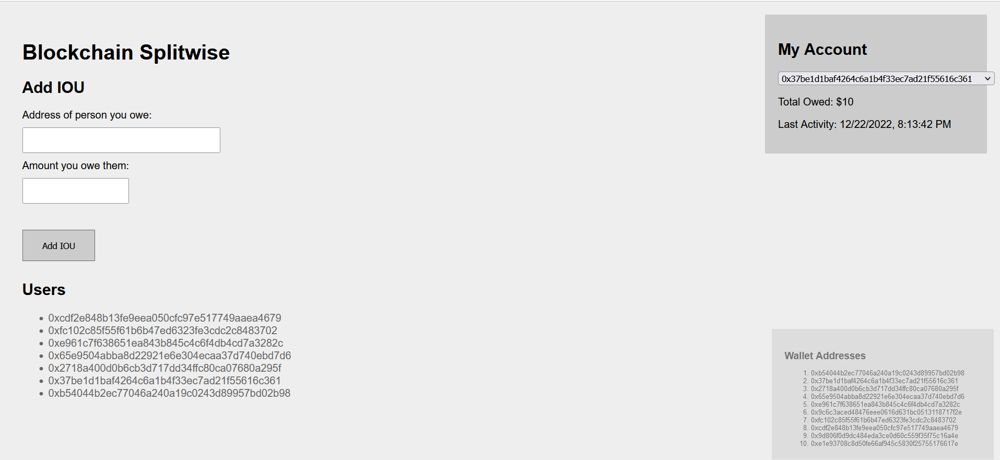 Blockchain Splitwise
Add IOU
Address of person you owe:
Amount you owe them:
Add IOU
Users
• 0xcdf2e848b13fe9eea050cfc97e517749aaea4679
• 0xfc102c85f55f61b6b47ed6323fe3cdc2c8483702
• 0xe961c7f638651ea843b845c4c6f4db4cd7a3282c
• 0x65e9504abba8d22921e6e304ecaa37d740ebd7d6
• 0x2718a400d0b6cb3d717dd34ffc80ca07680a295f
• 0x37be1d1baf4264c6a1b4f33ec7ad21f55616c361
• 0xb54044b2ec77046a240a19c0243d89957bd02b98
My Account
0x37be1d1baf4264c6a1b4f33ec7ad21f55616c361
Total Owed: $10
Last Activity: 12/22/2022, 8:13:42 PM
Wallet Addresses
1. 0xb54044b2ec77046a240a19c0243d89957bd02b98
2. 0x37be1d1baf4264c6a1b4f33ec7ad21f55616c361
3. 0x2718a400d0b6cb3d717dd34ffc80ca07680a295f
4. 0x65e9504abba8d22921e6e304ecaa37d740ebd7d6
5. 0xe961c7f638651ea843b845c4c6f4db4cd7a3282c
6. 0x9c6c3aced48476eee0616d631bc0513118717f2e
7. 0xfc102c85f55f61b6b47ed6323fe3cdc2c8483702
8. 0xcdf2e848b13fe9eea050cfc97e517749aaea4679
9. 0x9d806f0d9dc484eda3ce0d60c559f35f75c16a4e
10. 0xe1e93708c8d50fe66af945c5830f25755176617e